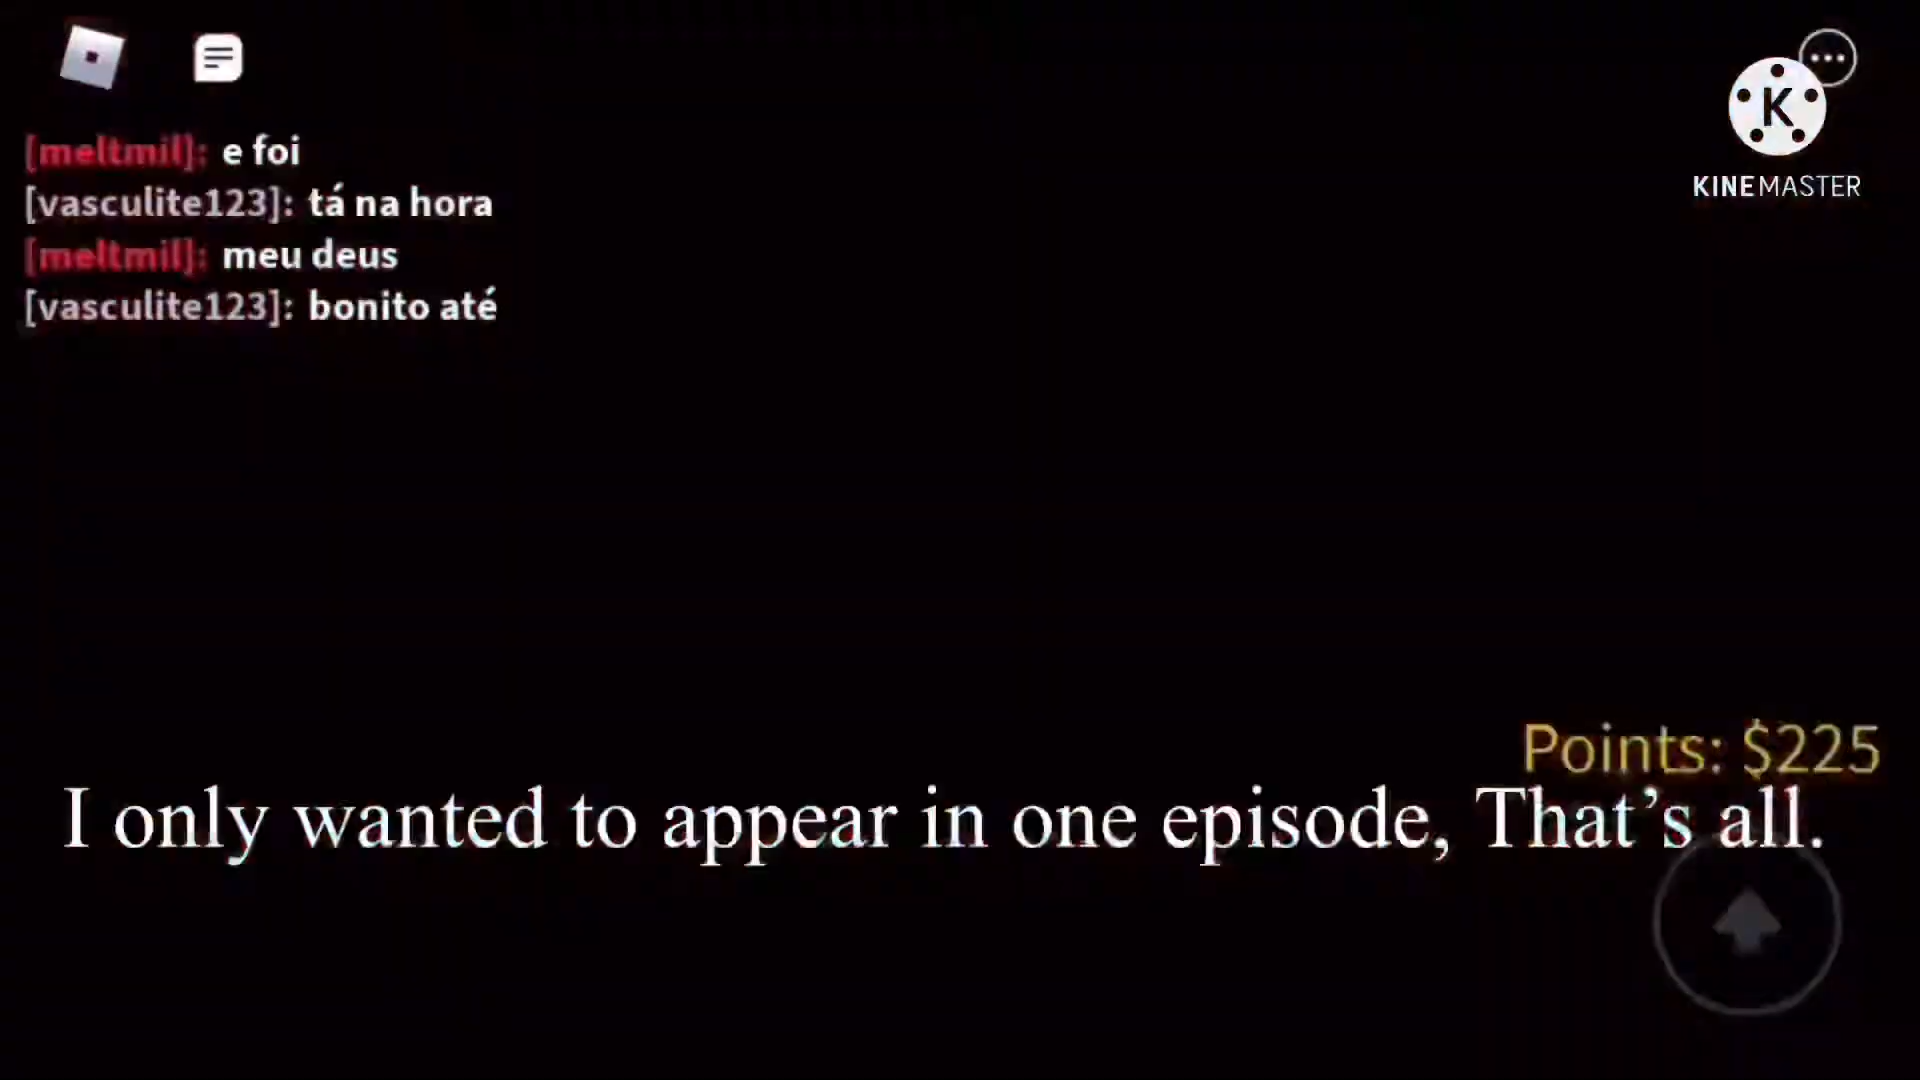 [meltmil]: e foi
[vasculite123]: tá na hora
[meltmil]: meu deus
[vasculite123]: bonito até
K
KINEMASTER
Points: $225
I only wanted to appear in one episode, That’s all.